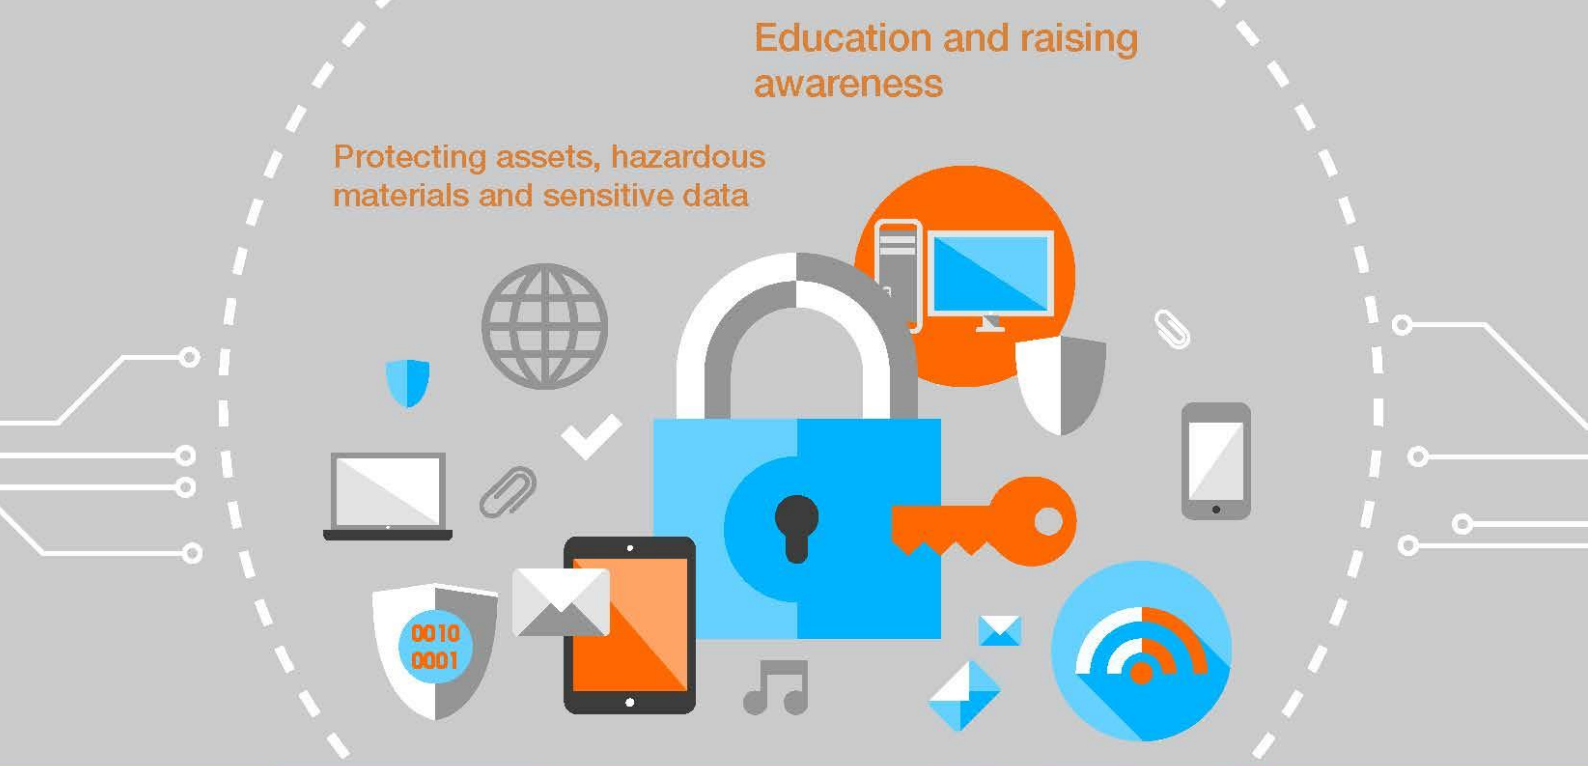 Education and raising
awareness
Protecting assets, hazardous
materials and sensitive data
0010
0001